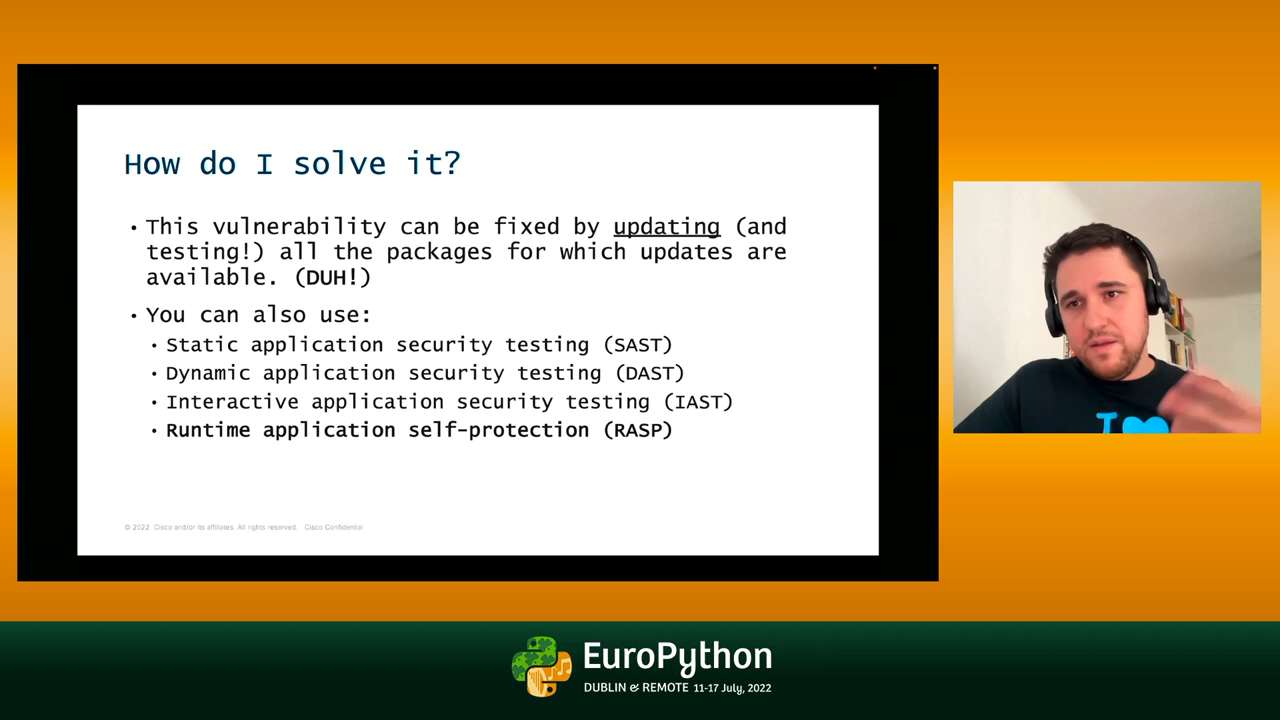 How do I solve it?
• This vulnerability can be fixed by updating (and
testing!) all the packages for which updates are
available. (DUH!)
• You can also use:
• Static application security testing (SAST)
• Dynamic application security testing (DAST)
• Interactive application security testing (IAST)
• Runtime application self-protection (RASP)
© 2022 Cisco and/or its affiliates. All rights reserved. Cisco Confidential
I
EuroPython
DUBLIN & REMOTE 11-17 July, 2022